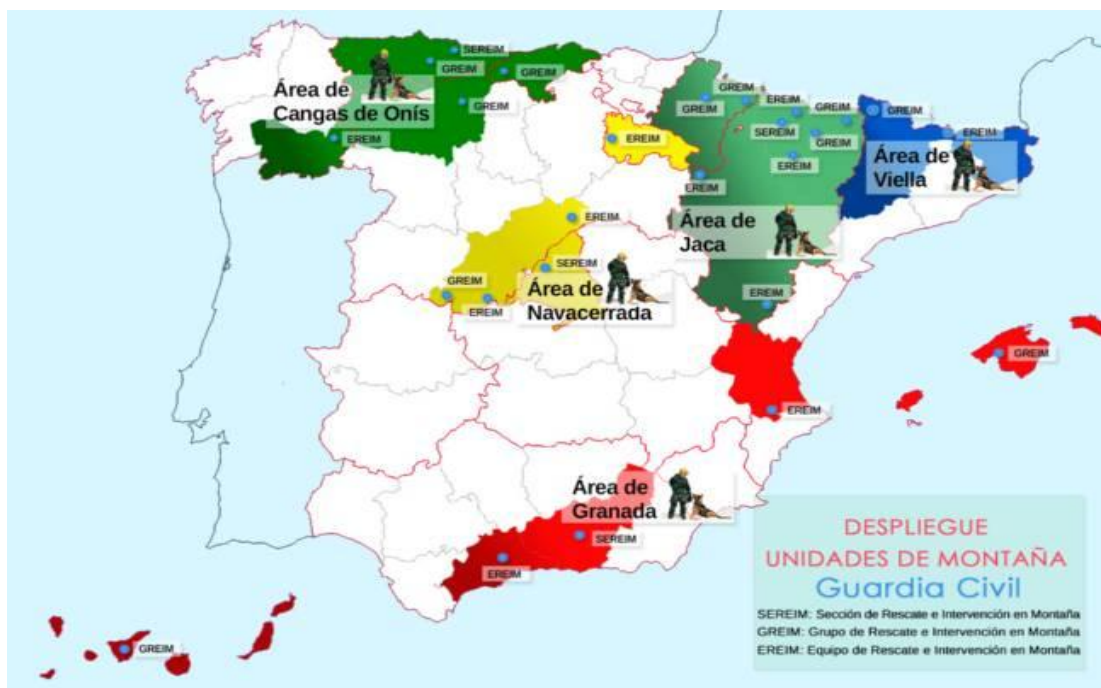 SEREIM
GREIM
GREIM
Área de
Cangas de Onís
GREIM
EREIM
GREIM
GREIM
EREIM
GREIM
SEREIM
GREIM
EREIM
EREIM
EREIM
GREIM
EREIM
Área de
Viella
Área de
Jaca
EREIM
EREIM
SEREIM
GREIM
EREIM
Área de
Navacerrada
GREIM
EREIM
Área de
Granada
SEREIM
EREIM
GREIM
DESPLIEGUE
UNIDADES DE MONTAÑA
Guardia Civil
SEREIM: Sección de Rescate e Intervención en Montaña
GREIM: Grupo de Rescate e Intervención en Montaña
EREIM: Equipo de Rescate e Intervención en Montaña